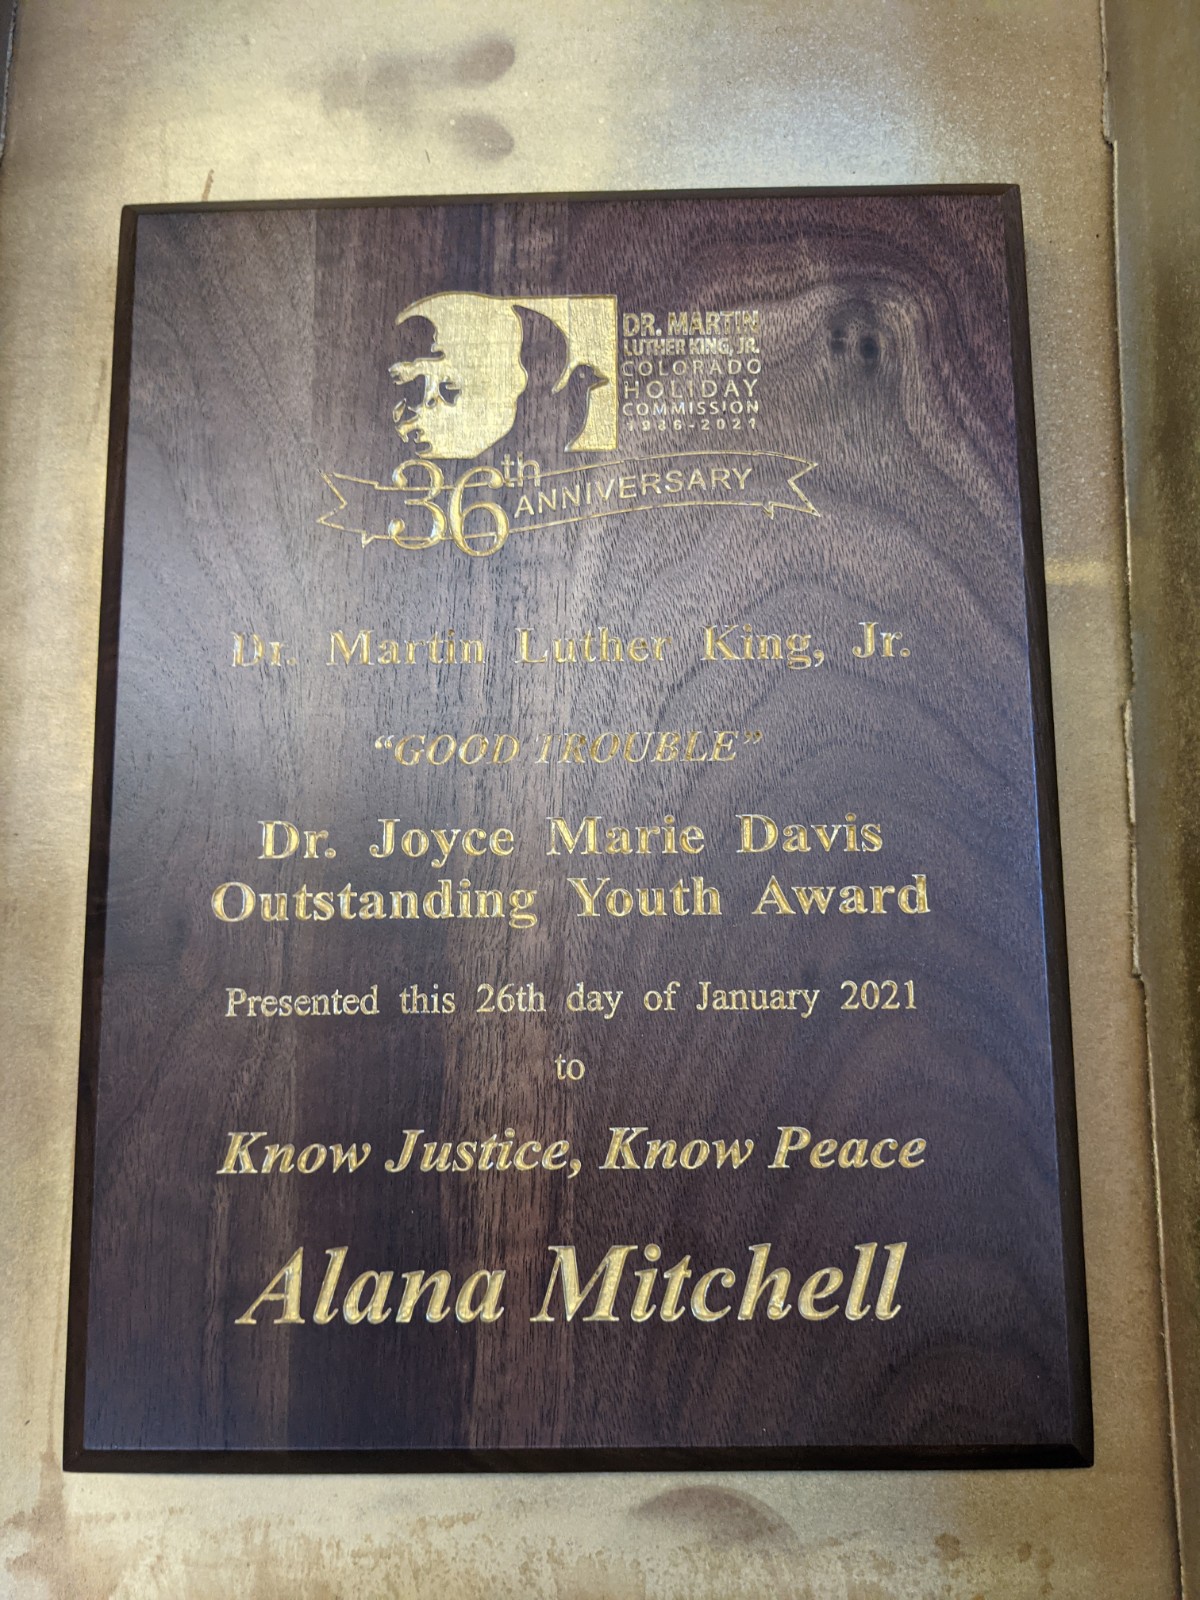 DR. MARTIN
LUTHER KING, JR.
COLORADO
HOLIDAY
COMMISSION
1986-2021
36th ANNIVERSARY
Dr. Martin Luther King, Jr.
“GOOD TROUBLE”
Dr. Joyce Marie Davis
Outstanding Youth Award
Presented this 26th day of January 2021
to
Know Justice, Know Peace
Alana Mitchell